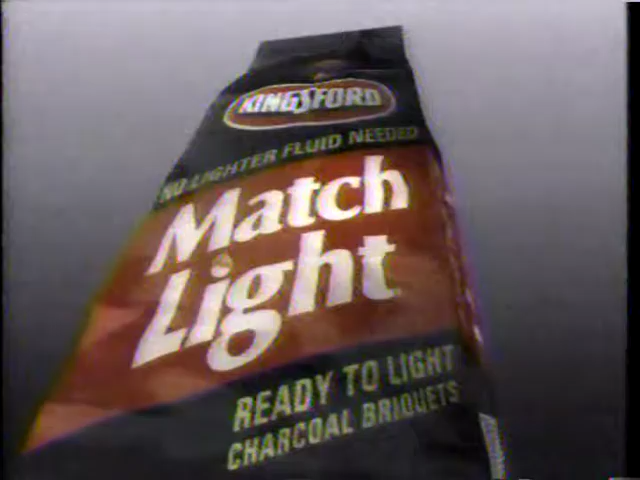 KINGSFORD
NO LIGHTER FLUID NEEDED
Match
Light
READY TO LIGHT
CHARCOAL BRIQUETS